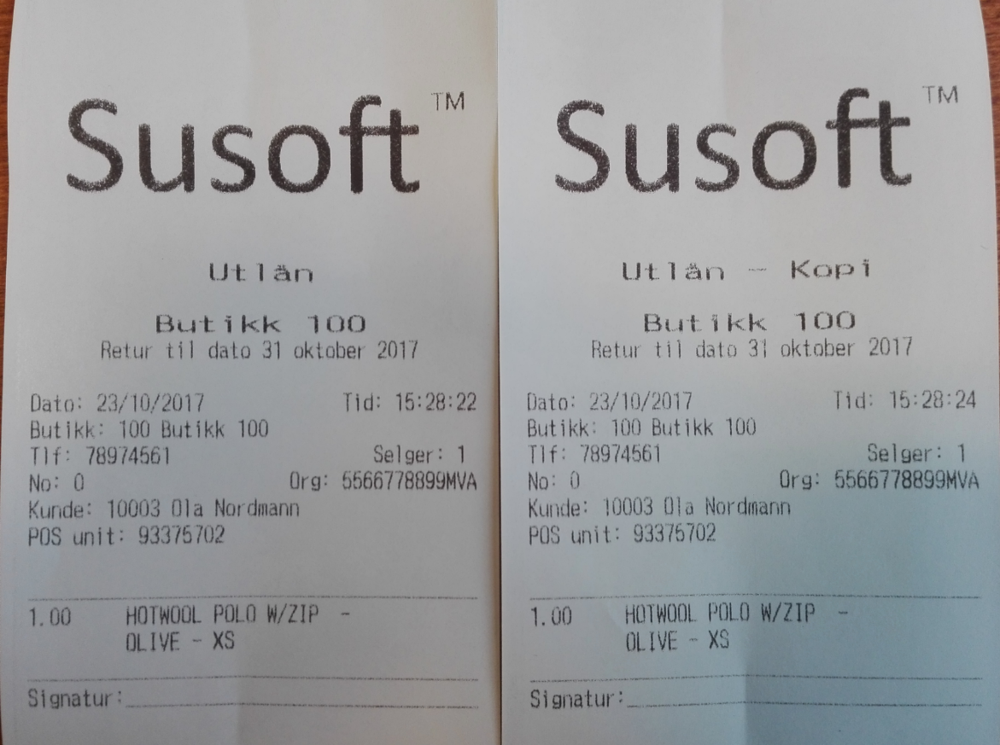 Susoft™
Utlån
Butikk 100
Retur til dato 31 oktober 2017
Dato: 23/10/2017 Tid: 15:28:22
Butikk: 100 Butikk 100
Tlf: 78974561 Selger: 1
No: 0 Org: 5566778899MVA
Kunde: 10003 Ola Nordmann
POS unit: 93375702
1.00 HOTWOOL POLO W/ZIP -
OLIVE - XS
Signatur:
Susoft™
Utlån - Kopi
Butikk 100
Retur til dato 31 oktober 2017
Dato: 23/10/2017 Tid: 15:28:24
Butikk: 100 Butikk 100
Tlf: 78974561 Selger: 1
No: 0 Org: 5566778899MVA
Kunde: 10003 Ola Nordmann
POS unit: 93375702
1.00 HOTWOOL POLO W/ZIP -
OLIVE - XS
Signatur: